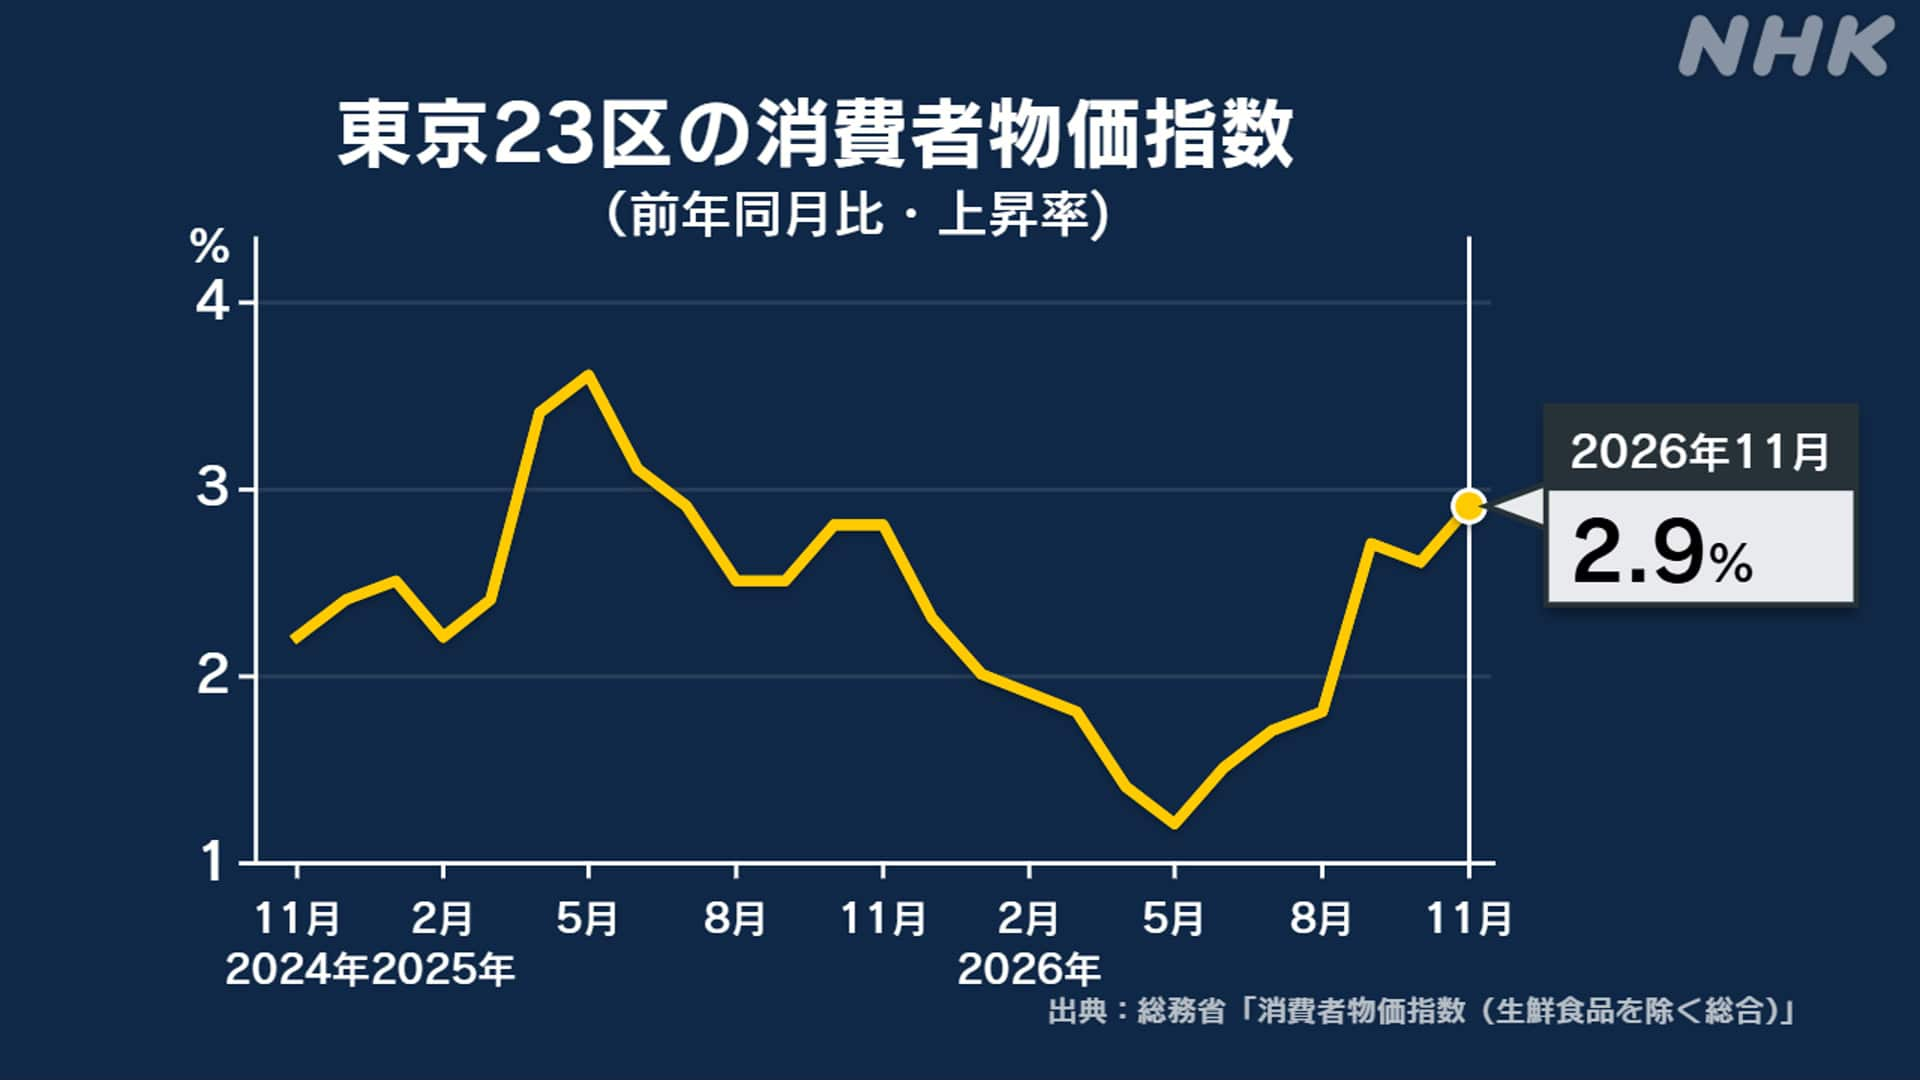 NHK
東京23区の消費者物価指数
（前年同月比・上昇率）
%
4
3
2
1
2026年11月
2.9%
11月 2月 5月 8月 11月 2月 5月 8月 11月
2024年2025年 2026年
出典：総務省「消費者物価指数（生鮮食品を除く総合）」